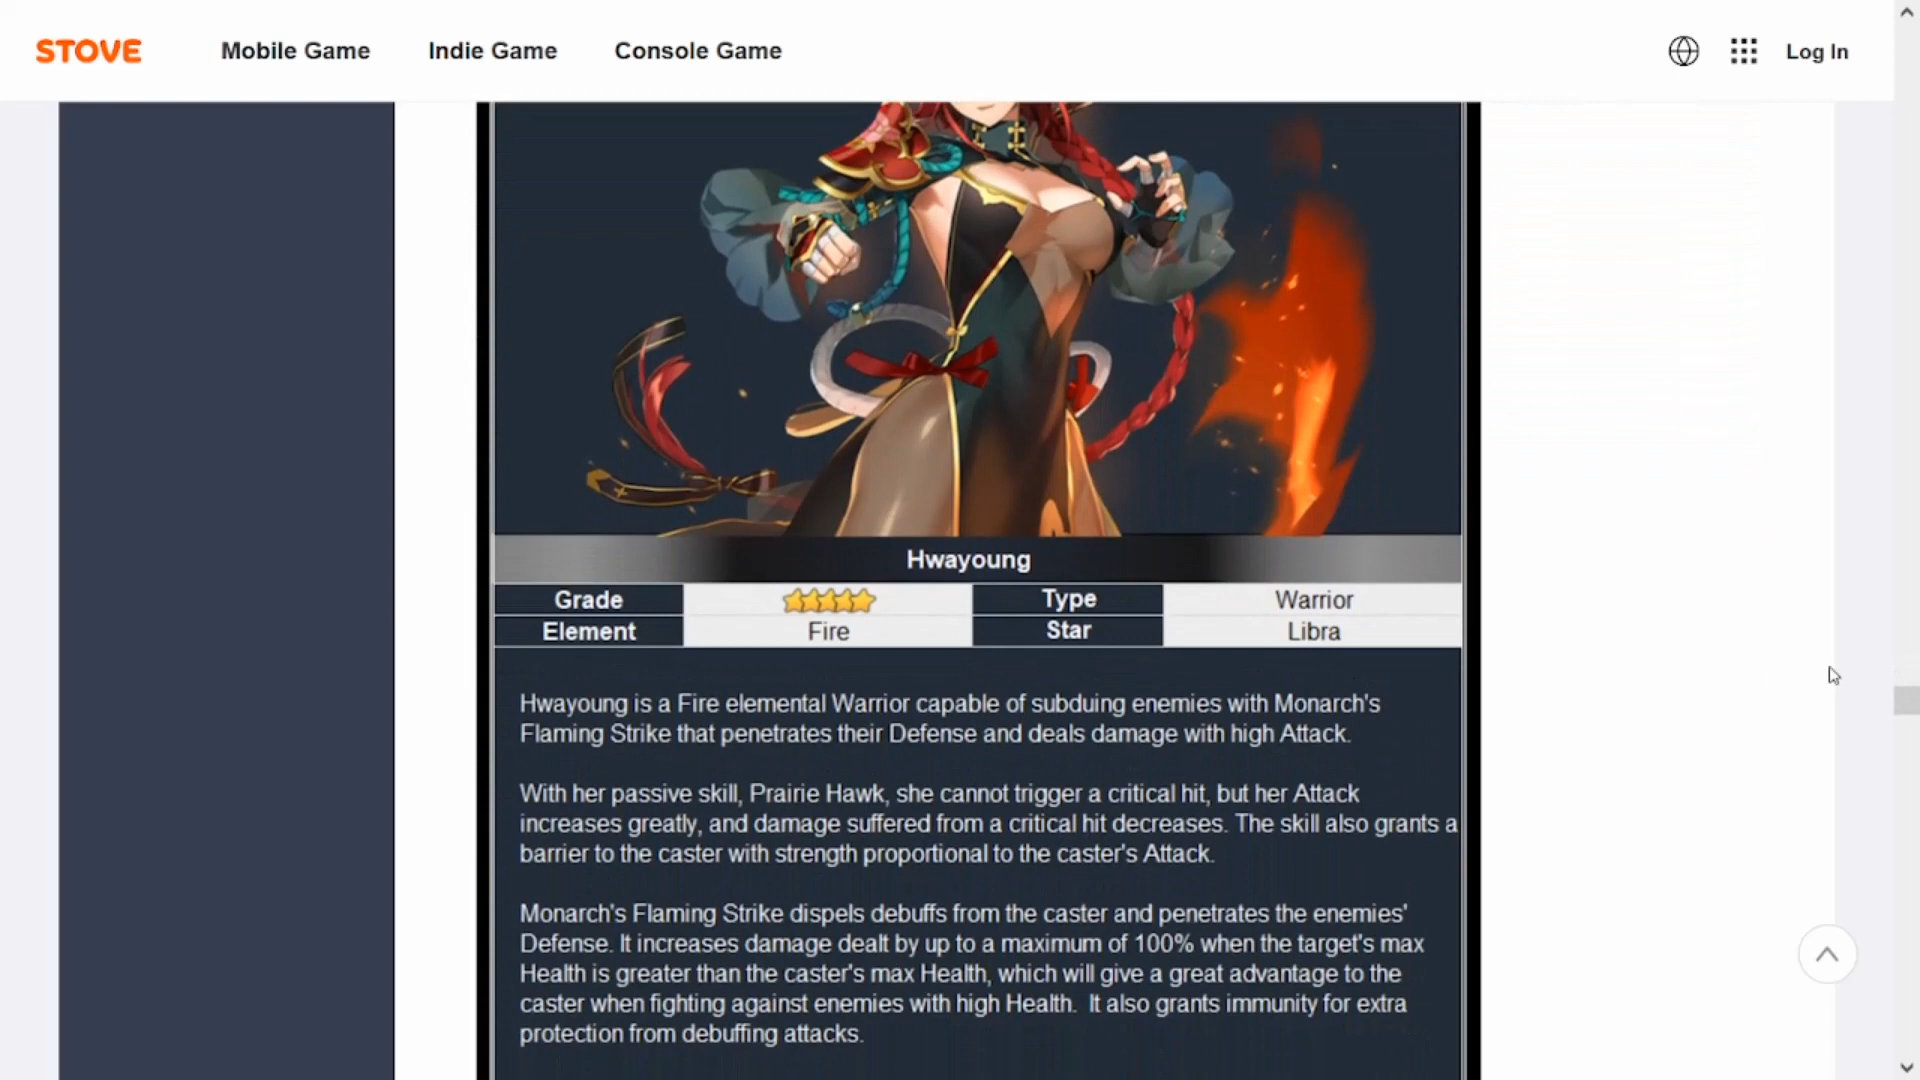 STOVE Mobile Game Indie Game Console Game Log In
Hwayoung
Grade Type Warrior
Element Fire Star Libra
Hwayoung is a Fire elemental Warrior capable of subduing enemies with Monarch's
Flaming Strike that penetrates their Defense and deals damage with high Attack.
With her passive skill, Prairie Hawk, she cannot trigger a critical hit, but her Attack
increases greatly, and damage suffered from a critical hit decreases. The skill also grants a
barrier to the caster with strength proportional to the caster's Attack.
Monarch's Flaming Strike dispels debuffs from the caster and penetrates the enemies'
Defense. It increases damage dealt by up to a maximum of 100% when the target's max
Health is greater than the caster's max Health, which will give a great advantage to the
caster when fighting against enemies with high Health. It also grants immunity for extra
protection from debuffing attacks.